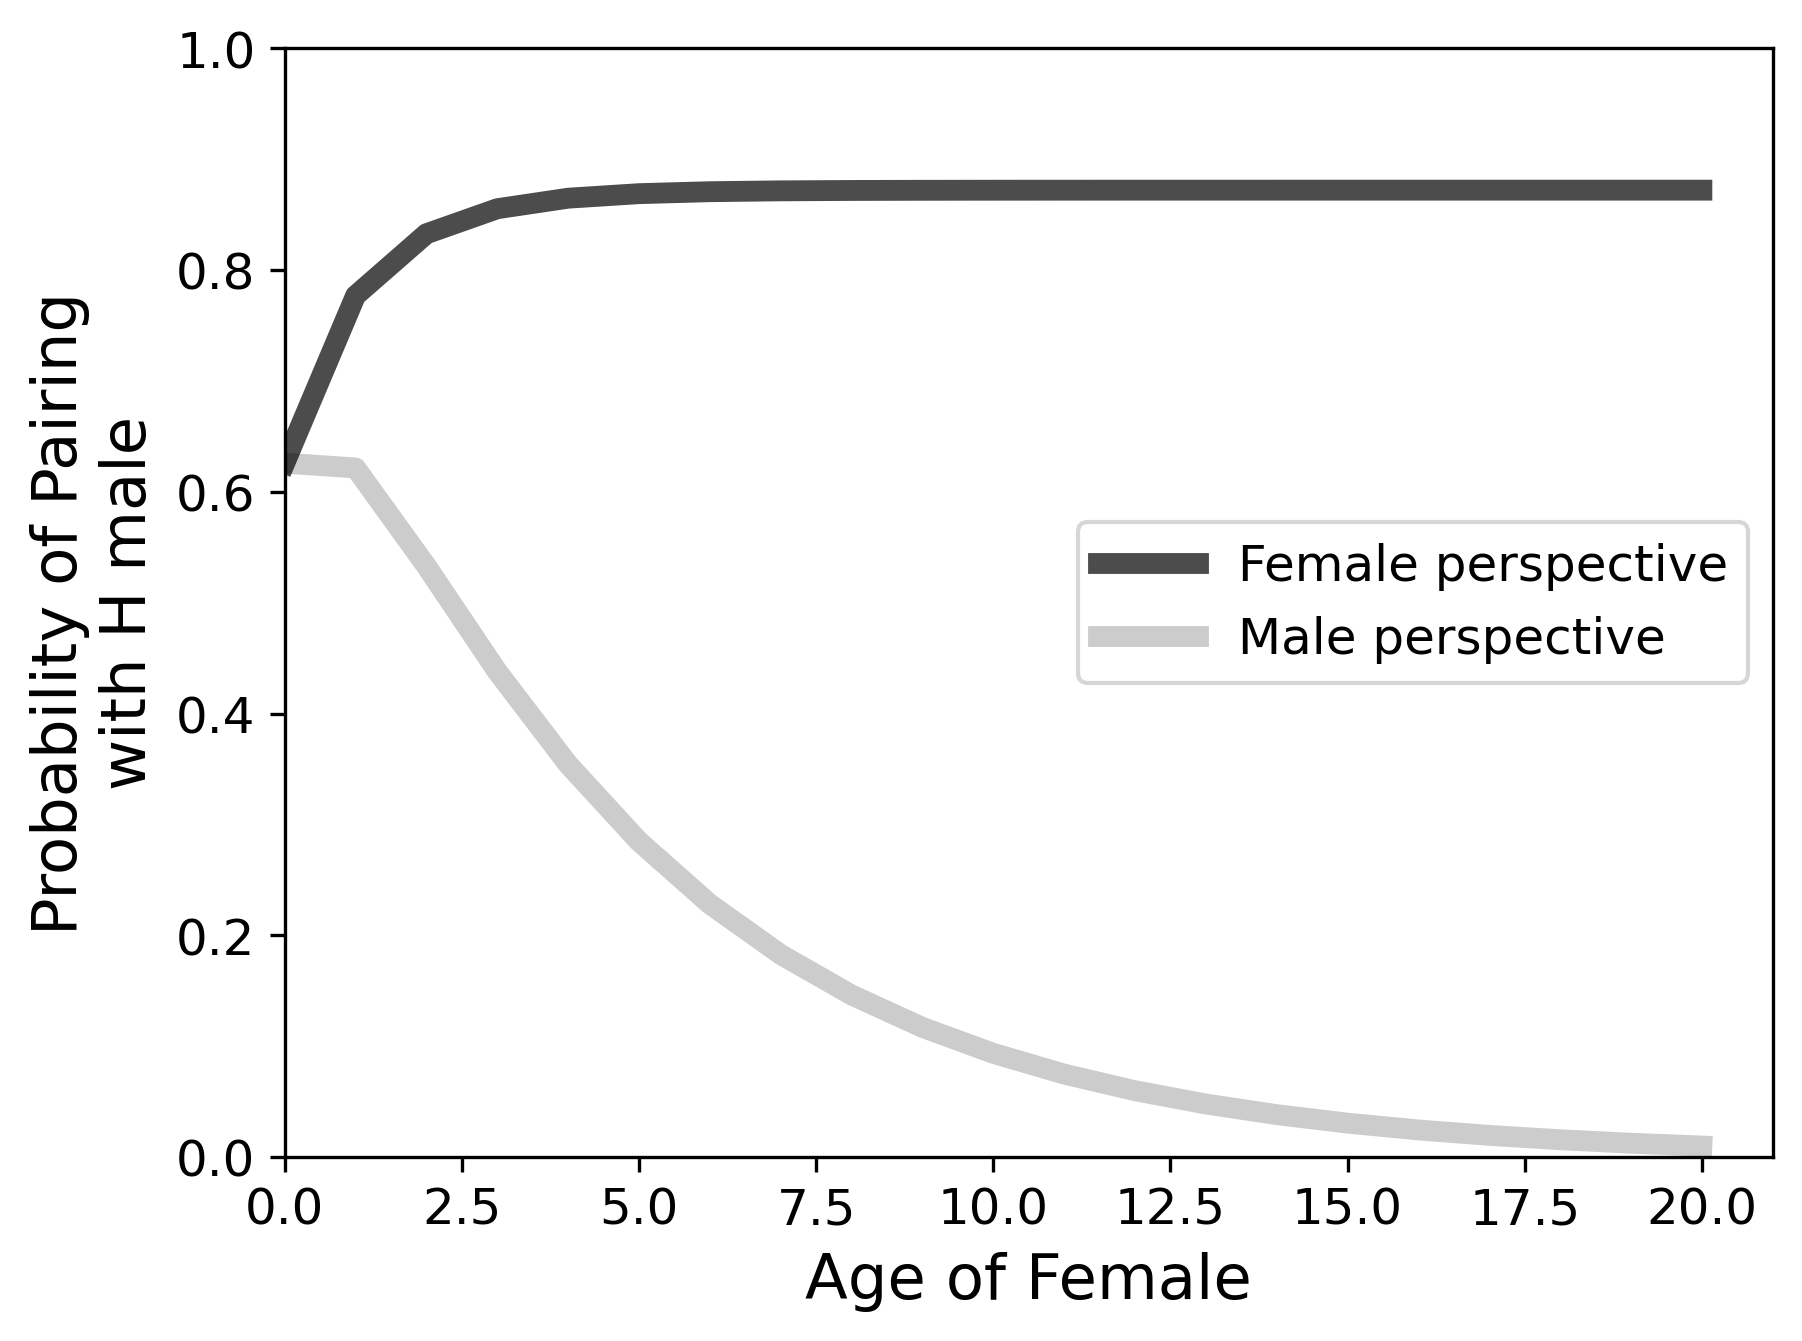 Probability of Pairing
with H male
1.0
0.8
0.6
0.4
0.2
0.0
0.0 2.5 5.0 7.5 10.0 12.5 15.0 17.5 20.0
Age of Female
Female perspective
Male perspective